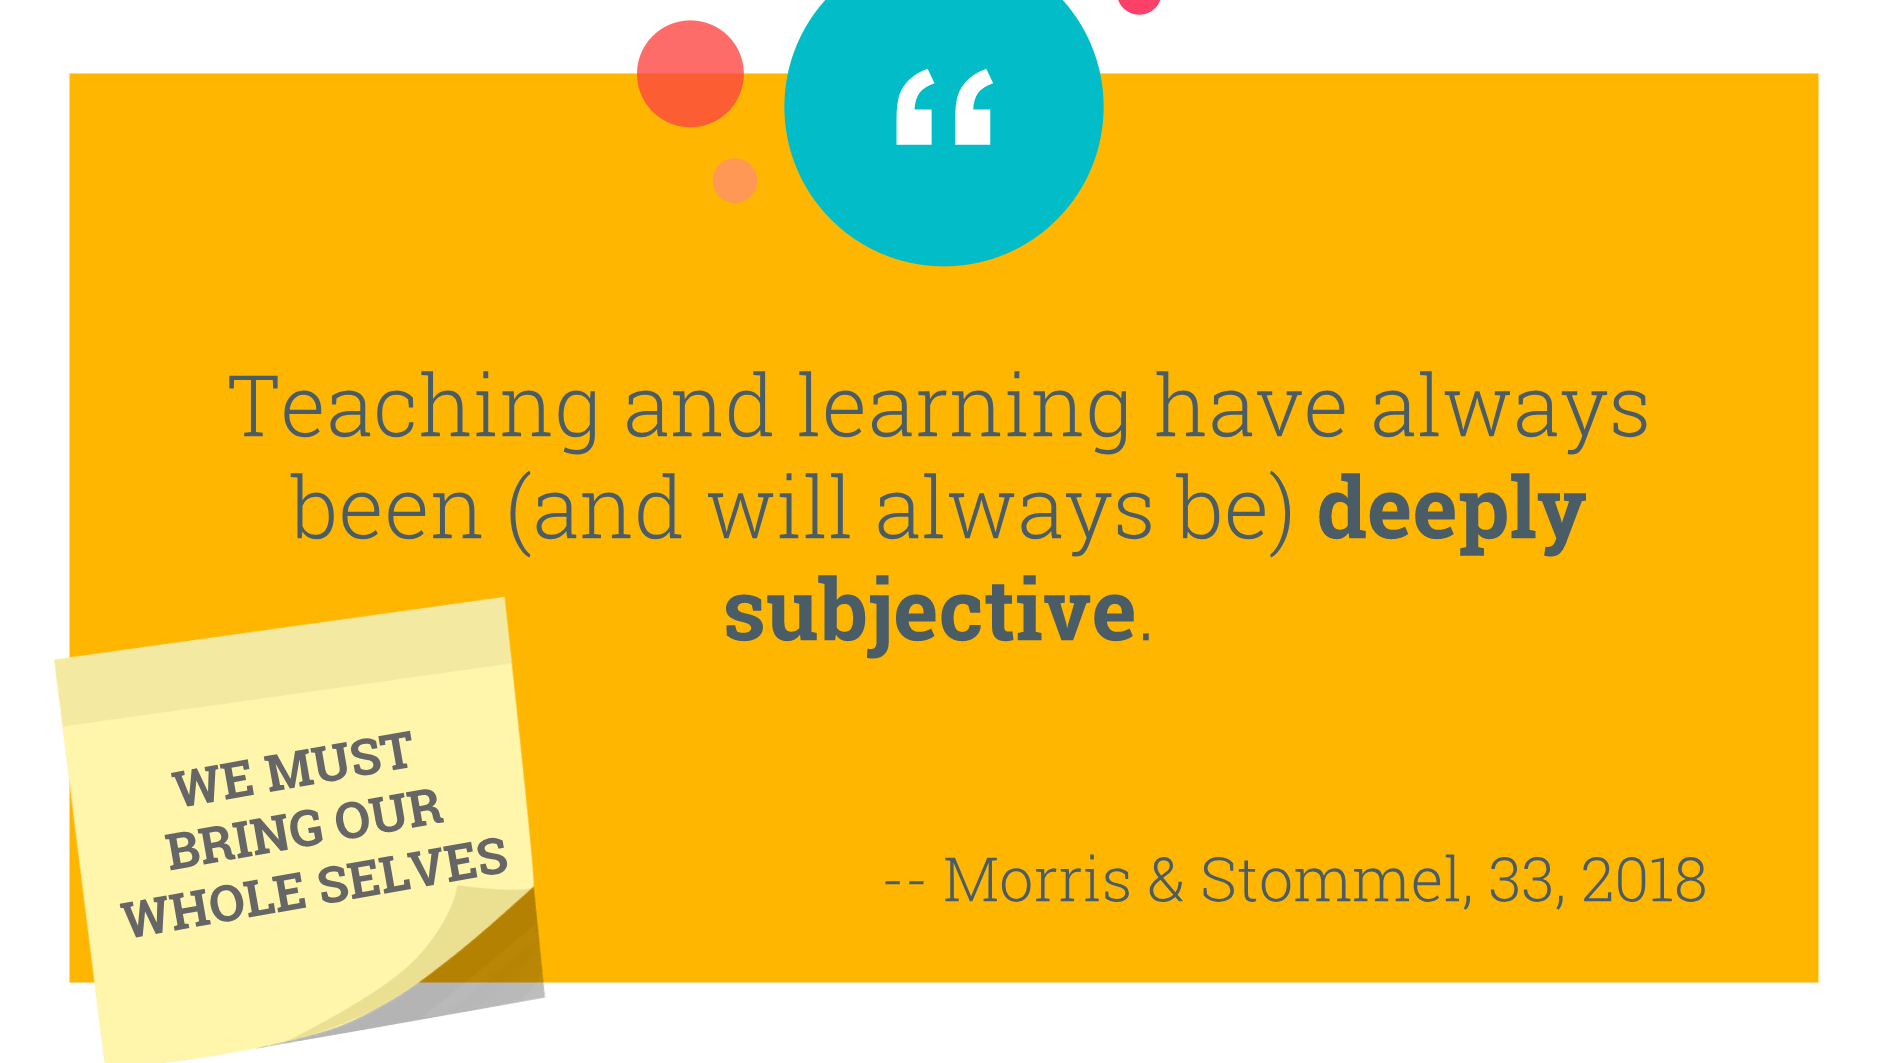 “
Teaching and learning have always
been (and will always be) deeply
subjective.
WE MUST
BRING OUR
WHOLE SELVES
-- Morris & Stommel, 33, 2018